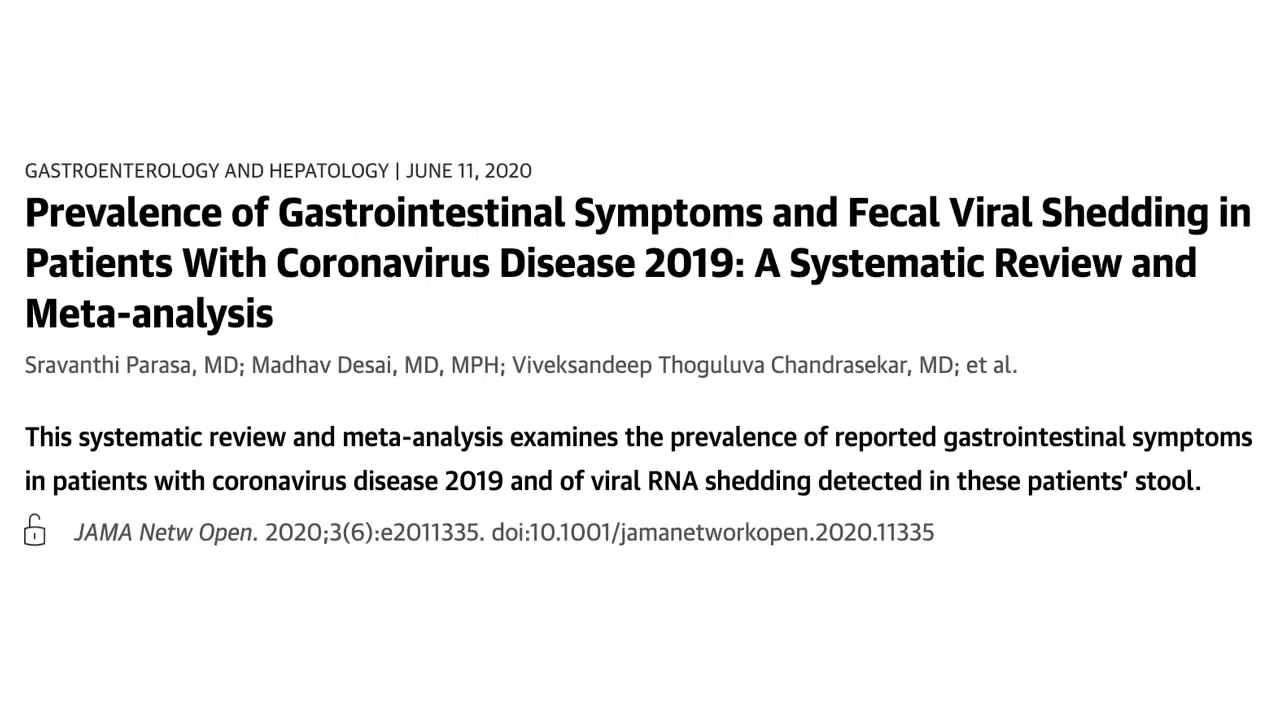 GASTROENTEROLOGY AND HEPATOLOGY | JUNE 11, 2020
Prevalence of Gastrointestinal Symptoms and Fecal Viral Shedding in
Patients With Coronavirus Disease 2019: A Systematic Review and
Meta-analysis
Sravanthi Parasa, MD; Madhav Desai, MD, MPH; Viveksandeep Thoguluva Chandrasekar, MD; et al.
This systematic review and meta-analysis examines the prevalence of reported gastrointestinal symptoms
in patients with coronavirus disease 2019 and of viral RNA shedding detected in these patients’ stool.
JAMA Netw Open. 2020;3(6):e2011335. doi:10.1001/jamanetworkopen.2020.11335